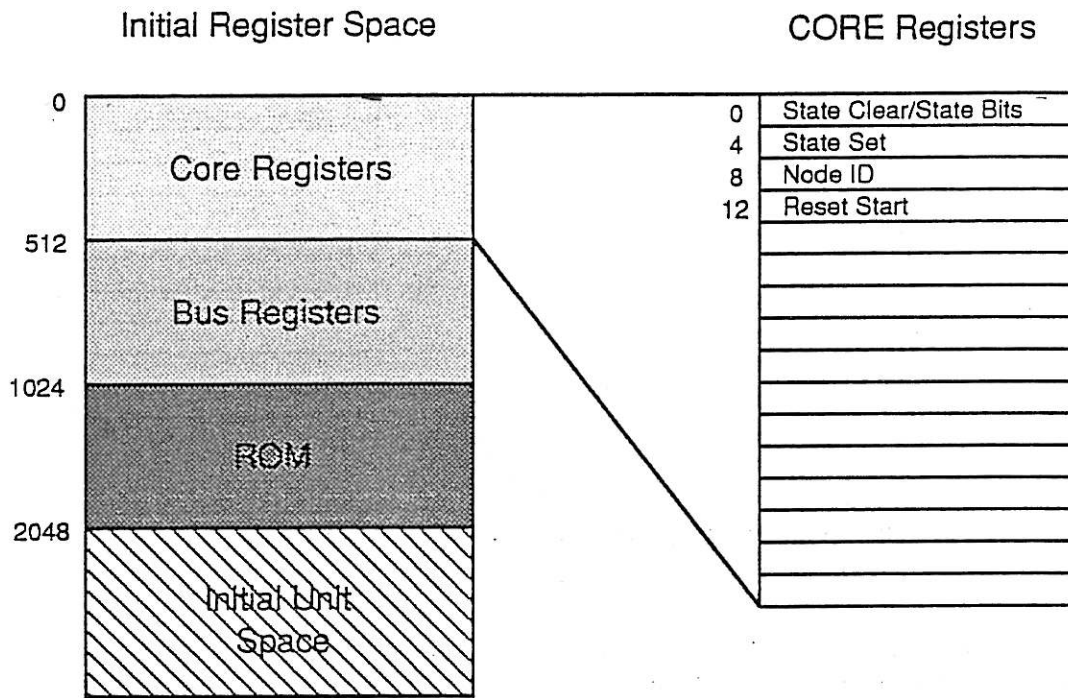 Initial Register Space
CORE Registers
0
Core Registers
512
Bus Registers
1024
ROM
2048
Initial Unit
Space
0 State Clear/State Bits
4 State Set
8 Node ID
12 Reset Start